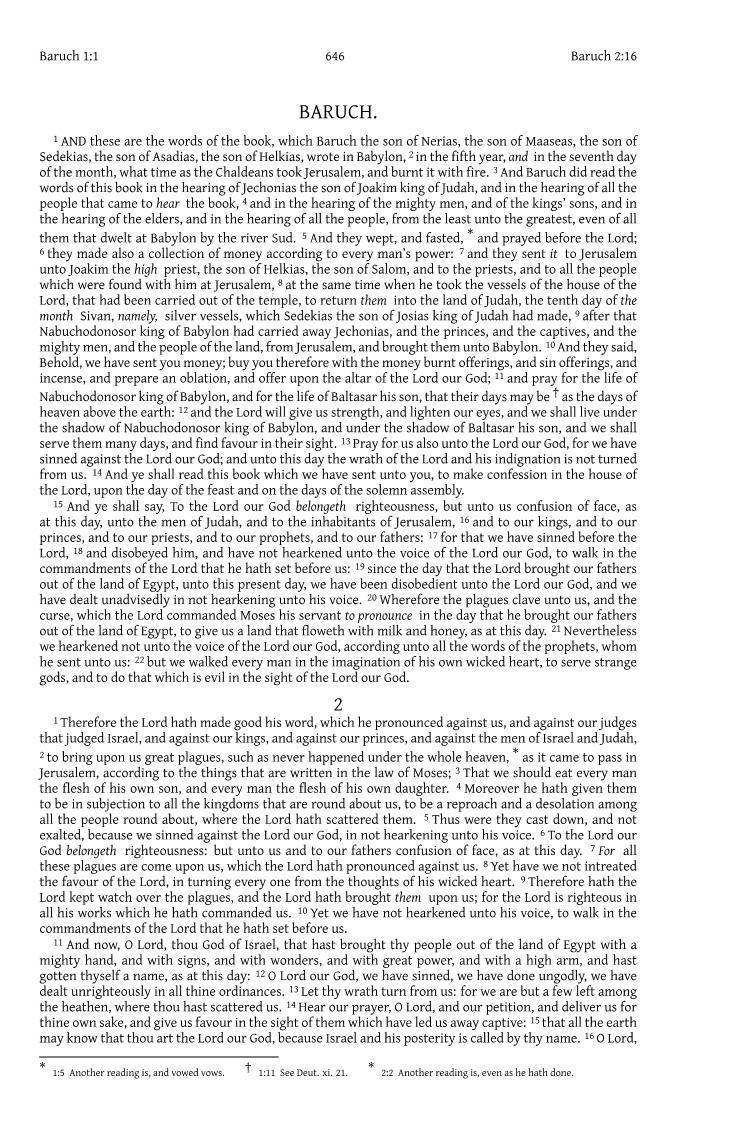 Baruch 1:1 646 Baruch 2:16
BARUCH.
1 AND these are the words of the book, which Baruch the son of Nerias, the son of Maaseas, the son of
Sedekias, the son of Asadias, the son of Helkias, wrote in Babylon, 2 in the fifth year, and in the seventh day
of the month, what time as the Chaldeans took Jerusalem, and burnt it with fire. 3 And Baruch did read the
words of this book in the hearing of Jechonias the son of Joakim king of Judah, and in the hearing of all the
people that came to hear the book, 4 and in the hearing of the mighty men, and of the kings' sons, and in
the hearing of the elders, and in the hearing of all the people, from the least unto the greatest, even of all
them that dwelt at Babylon by the river Sud. 5 And they wept, and fasted, * and prayed before the Lord;
6 they made also a collection of money according to every man's power: 7 and they sent it to Jerusalem
unto Joakim the high priest, the son of Helkias, the son of Salom, and to the priests, and to all the people
which were found with him at Jerusalem, 8 at the same time when he took the vessels of the house of the
Lord, that had been carried out of the temple, to return them into the land of Judah, the tenth day of the
month Sivan, namely, silver vessels, which Sedekias the son of Josias king of Judah had made, 9 after that
Nabuchodonosor king of Babylon had carried away Jechonias, and the princes, and the captives, and the
mighty men, and the people of the land, from Jerusalem, and brought them unto Babylon. 10 And they said,
Behold, we have sent you money; buy you therefore with the money burnt offerings, and sin offerings, and
incense, and prepare an oblation, and offer upon the altar of the Lord our God; 11 and pray for the life of
Nabuchodonosor king of Babylon, and for the life of Baltasar his son, that their days may be † as the days of
heaven above the earth: 12 and the Lord will give us strength, and lighten our eyes, and we shall live under
the shadow of Nabuchodonosor king of Babylon, and under the shadow of Baltasar his son, and we shall
serve them many days, and find favour in their sight. 13 Pray for us also unto the Lord our God, for we have
sinned against the Lord our God; and unto this day the wrath of the Lord and his indignation is not turned
from us. 14 And ye shall read this book which we have sent unto you, to make confession in the house of
the Lord, upon the day of the feast and on the days of the solemn assembly.
15 And ye shall say, To the Lord our God belongeth righteousness, but unto us confusion of face, as
at this day, unto the men of Judah, and to the inhabitants of Jerusalem, 16 and to our kings, and to our
princes, and to our priests, and to our prophets, and to our fathers: 17 for that we have sinned before the
Lord, 18 and disobeyed him, and have not hearkened unto the voice of the Lord our God, to walk in the
commandments of the Lord that he hath set before us: 19 since the day that the Lord brought our fathers
out of the land of Egypt, unto this present day, we have been disobedient unto the Lord our God, and we
have dealt unadvisedly in not hearkening unto his voice. 20 Wherefore the plagues clave unto us, and the
curse, which the Lord commanded Moses his servant to pronounce in the day that he brought our fathers
out of the land of Egypt, to give us a land that floweth with milk and honey, as at this day. 21 Nevertheless
we hearkened not unto the voice of the Lord our God, according unto all the words of the prophets, whom
he sent unto us: 22 but we walked every man in the imagination of his own wicked heart, to serve strange
gods, and to do that which is evil in the sight of the Lord our God.
2
1 Therefore the Lord hath made good his word, which he pronounced against us, and against our judges
that judged Israel, and against our kings, and against our princes, and against the men of Israel and Judah,
2 to bring upon us great plagues, such as never happened under the whole heaven, * as it came to pass in
Jerusalem, according to the things that are written in the law of Moses; 3 That we should eat every man
the flesh of his own son, and every man the flesh of his own daughter. 4 Moreover he hath given them
to be in subjection to all the kingdoms that are round about us, to be a reproach and a desolation among
all the people round about, where the Lord hath scattered them. 5 Thus were they cast down, and not
exalted, because we sinned against the Lord our God, in not hearkening unto his voice. 6 To the Lord our
God belongeth righteousness: but unto us and to our fathers confusion of face, as at this day. 7 For all
these plagues are come upon us, which the Lord hath pronounced against us. 8 Yet have we not intreated
the favour of the Lord, in turning every one from the thoughts of his wicked heart. 9 Therefore hath the
Lord kept watch over the plagues, and the Lord hath brought them upon us; for the Lord is righteous in
all his works which he hath commanded us. 10 Yet we have not hearkened unto his voice, to walk in the
commandments of the Lord that he hath set before us.
11 And now, O Lord, thou God of Israel, that hast brought thy people out of the land of Egypt with a
mighty hand, and with signs, and with wonders, and with great power, and with a high arm, and hast
gotten thyself a name, as at this day: 12 O Lord our God, we have sinned, we have done ungodly, we have
dealt unrighteously in all thine ordinances. 13 Let thy wrath turn from us: for we are but a few left among
the heathen, where thou hast scattered us. 14 Hear our prayer, O Lord, and our petition, and deliver us for
thine own sake, and give us favour in the sight of them which have led us away captive: 15 that all the earth
may know that thou art the Lord our God, because Israel and his posterity is called by thy name. 16 O Lord,
* 1:5 Another reading is, and vowed vows. † 1:11 See Deut. xi. 21. * 2:2 Another reading is, even as he hath done.